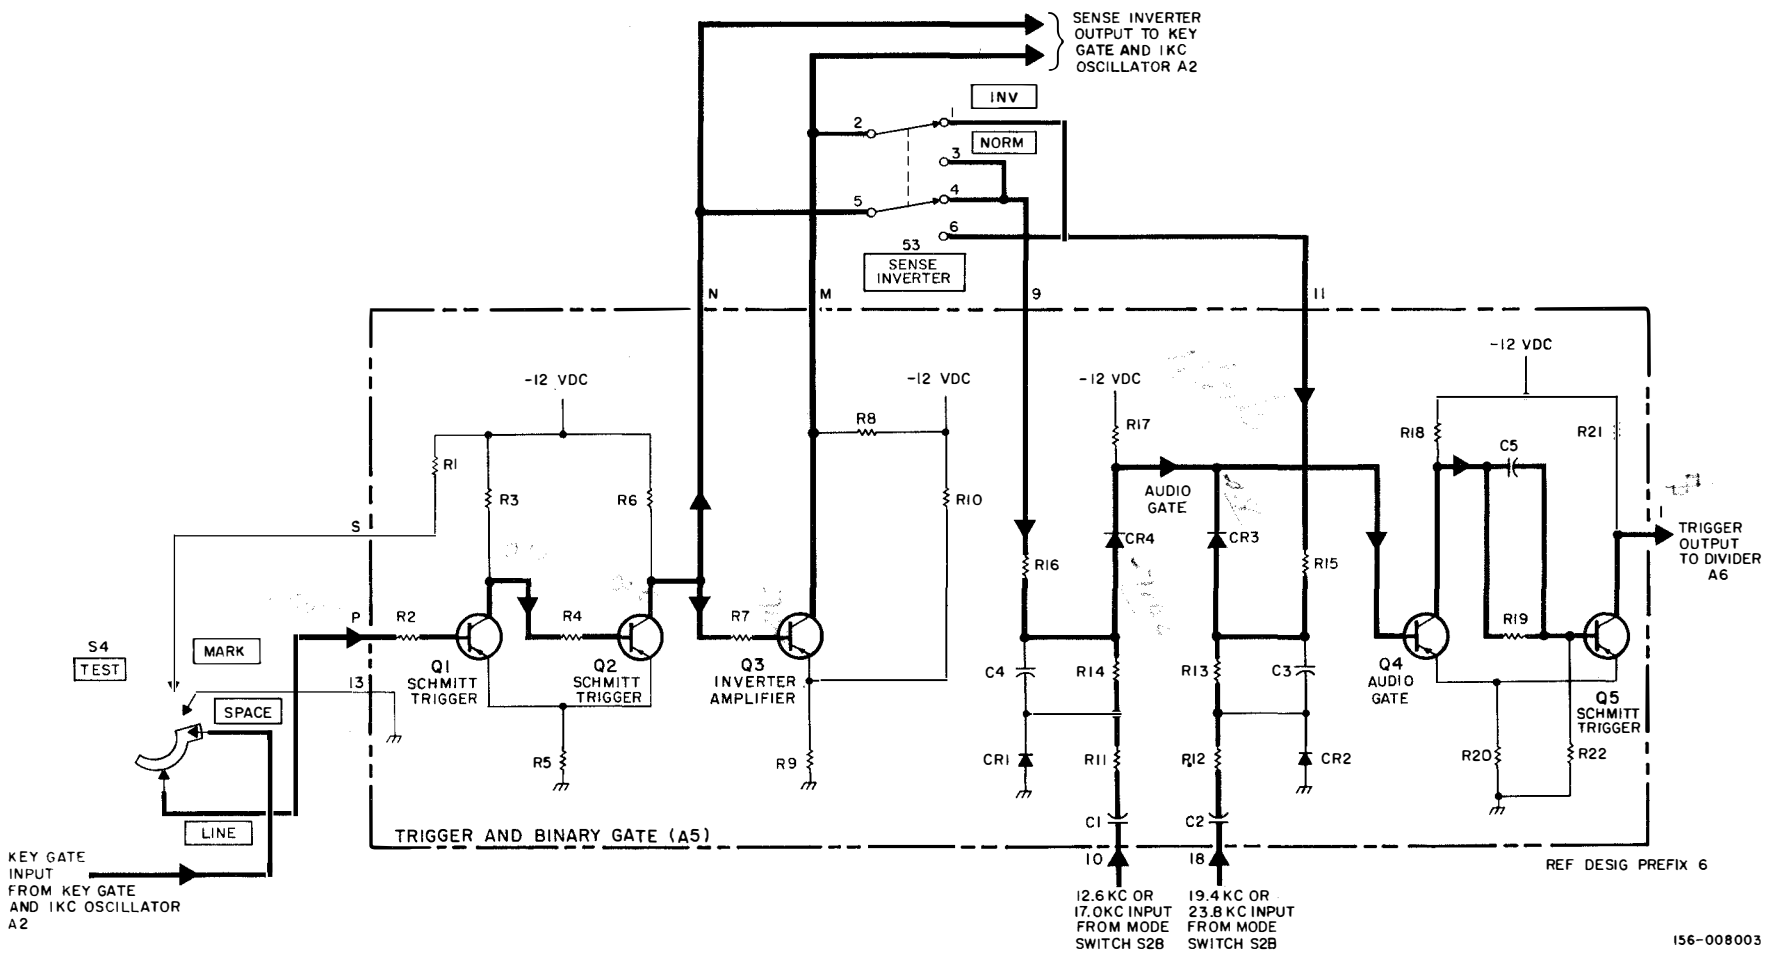 SENSE INVERTER
OUTPUT TO KEY
GATE AND 1KC
OSCILLATOR A2
INV
1
2
NORM
3
4
5
6
53
SENSE
INVERTER
N
M
9
11
-12 VDC
-12 VDC
-12 VDC
-12 VDC
R8
R17
R18
R21
C5
R1
R3
R6
R10
AUDIO
GATE
1
S
CR4
CR3
TRIGGER
OUTPUT
TO DIVIDER
A6
R16
R15
P
R2
R4
R7
R19
S4
TEST
MARK
Q1
SCHMITT
TRIGGER
Q2
SCHMITT
TRIGGER
Q3
INVERTER
AMPLIFIER
C4
R14
R13
C3
Q4
AUDIO
GATE
Q5
SCHMITT
TRIGGER
13
SPACE
R5
R9
CR1
R11
R12
CR2
R20
R22
LINE
TRIGGER AND BINARY GATE (A5)
C1
C2
KEY GATE
INPUT
FROM KEY GATE
AND 1KC OSCILLATOR
A2
10
18
REF DESIG PREFIX 6
12.6 KC OR
17.0KC INPUT
FROM MODE
SWITCH S2B
19.4 KC OR
23.8 KC INPUT
FROM MODE
SWITCH S2B
156-008003